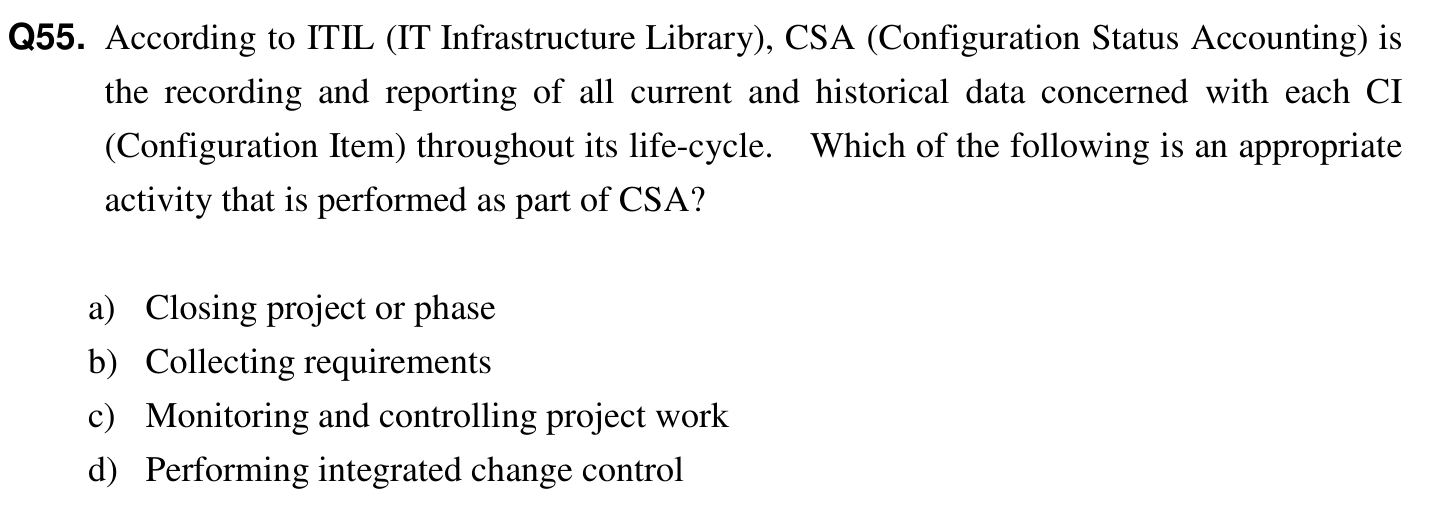 Q55. According to ITIL (IT Infrastructure Library), CSA (Configuration Status Accounting) is
the recording and reporting of all current and historical data concerned with each CI
(Configuration Item) throughout its life-cycle. Which of the following is an appropriate
activity that is performed as part of CSA?
a) Closing project or phase
b) Collecting requirements
c) Monitoring and controlling project work
d) Performing integrated change control